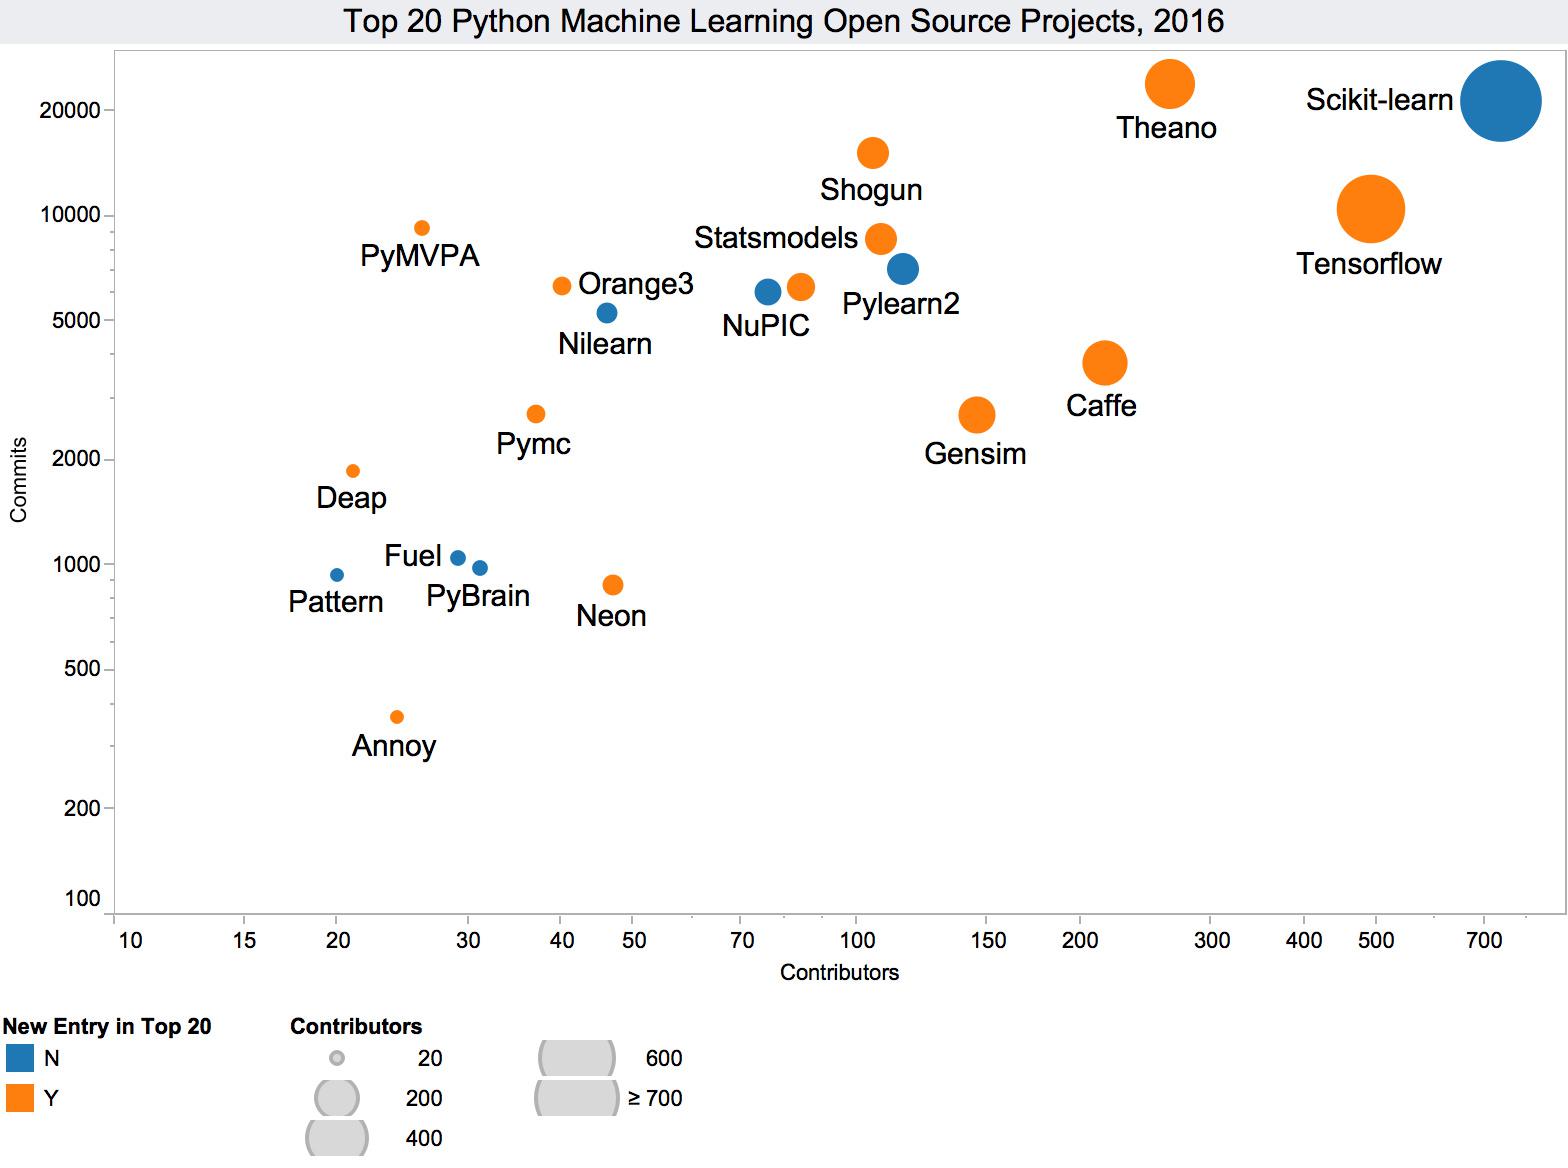 Top 20 Python Machine Learning Open Source Projects, 2016
20000
10000
5000
2000
1000
500
200
100
Commits
Scikit-learn
Theano
Shogun
Statsmodels
Tensorflow
PyMVPA
Orange3
Pylearn2
NuPIC
Nilearn
Caffe
Pymc
Gensim
Deap
Fuel
PyBrain
Pattern
Neon
Annoy
10 15 20 30 40 50 70 100 150 200 300 400 500 700
Contributors
New Entry in Top 20
N
Y
Contributors
20
200
400
600
≥ 700